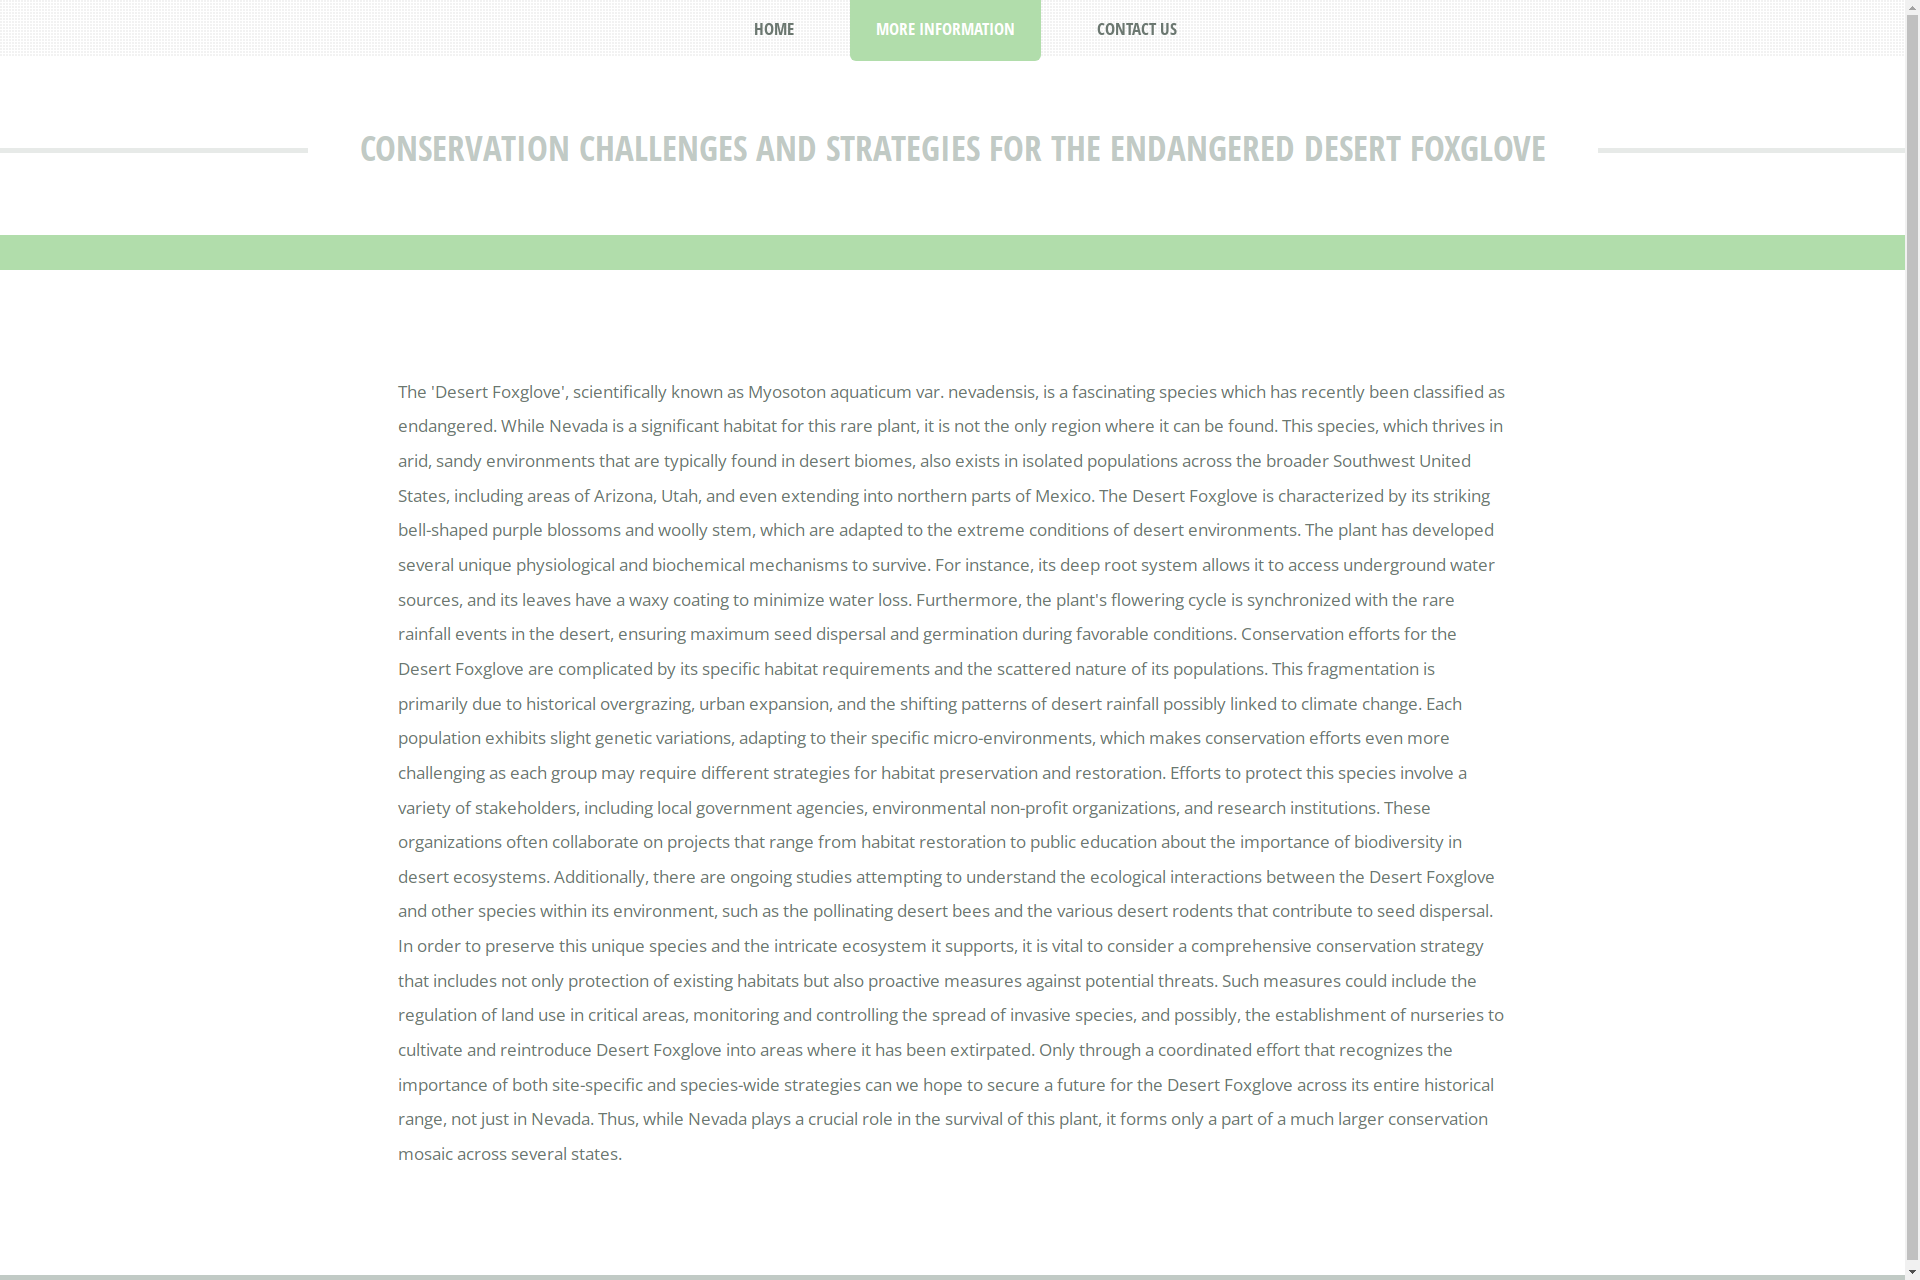 HOME
MORE INFORMATION
CONTACT US
CONSERVATION CHALLENGES AND STRATEGIES FOR THE ENDANGERED DESERT FOXGLOVE
The 'Desert Foxglove', scientifically known as Myosoton aquaticum var. nevadensis, is a fascinating species which has recently been classified as
endangered. While Nevada is a significant habitat for this rare plant, it is not the only region where it can be found. This species, which thrives in
arid, sandy environments that are typically found in desert biomes, also exists in isolated populations across the broader Southwest United
States, including areas of Arizona, Utah, and even extending into northern parts of Mexico. The Desert Foxglove is characterized by its striking
bell-shaped purple blossoms and woolly stem, which are adapted to the extreme conditions of desert environments. The plant has developed
several unique physiological and biochemical mechanisms to survive. For instance, its deep root system allows it to access underground water
sources, and its leaves have a waxy coating to minimize water loss. Furthermore, the plant's flowering cycle is synchronized with the rare
rainfall events in the desert, ensuring maximum seed dispersal and germination during favorable conditions. Conservation efforts for the
Desert Foxglove are complicated by its specific habitat requirements and the scattered nature of its populations. This fragmentation is
primarily due to historical overgrazing, urban expansion, and the shifting patterns of desert rainfall possibly linked to climate change. Each
population exhibits slight genetic variations, adapting to their specific micro-environments, which makes conservation efforts even more
challenging as each group may require different strategies for habitat preservation and restoration. Efforts to protect this species involve a
variety of stakeholders, including local government agencies, environmental non-profit organizations, and research institutions. These
organizations often collaborate on projects that range from habitat restoration to public education about the importance of biodiversity in
desert ecosystems. Additionally, there are ongoing studies attempting to understand the ecological interactions between the Desert Foxglove
and other species within its environment, such as the pollinating desert bees and the various desert rodents that contribute to seed dispersal.
In order to preserve this unique species and the intricate ecosystem it supports, it is vital to consider a comprehensive conservation strategy
that includes not only protection of existing habitats but also proactive measures against potential threats. Such measures could include the
regulation of land use in critical areas, monitoring and controlling the spread of invasive species, and possibly, the establishment of nurseries to
cultivate and reintroduce Desert Foxglove into areas where it has been extirpated. Only through a coordinated effort that recognizes the
importance of both site-specific and species-wide strategies can we hope to secure a future for the Desert Foxglove across its entire historical
range, not just in Nevada. Thus, while Nevada plays a crucial role in the survival of this plant, it forms only a part of a much larger conservation
mosaic across several states.